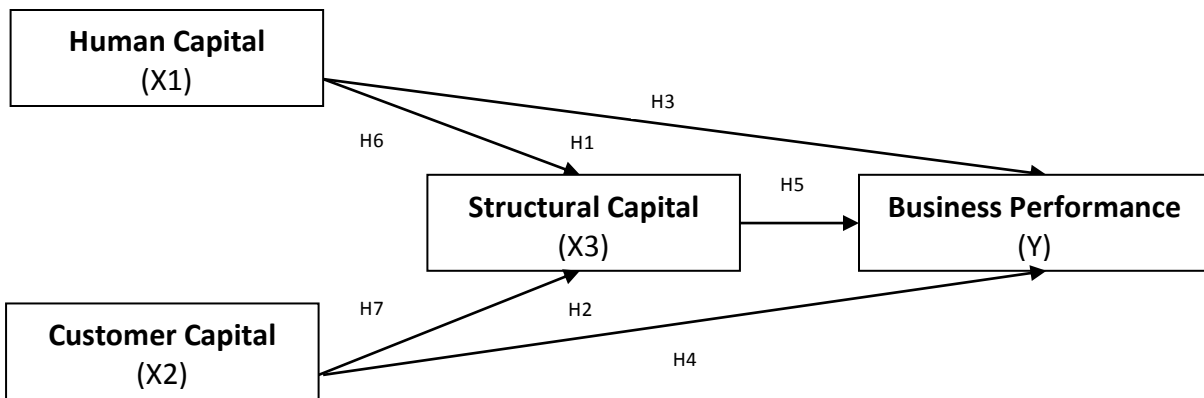 Human Capital
(X1)
H3
H6
H1
Structural Capital
(X3)
H5
Business Performance
(Y)
H7
H2
Customer Capital
(X2)
H4